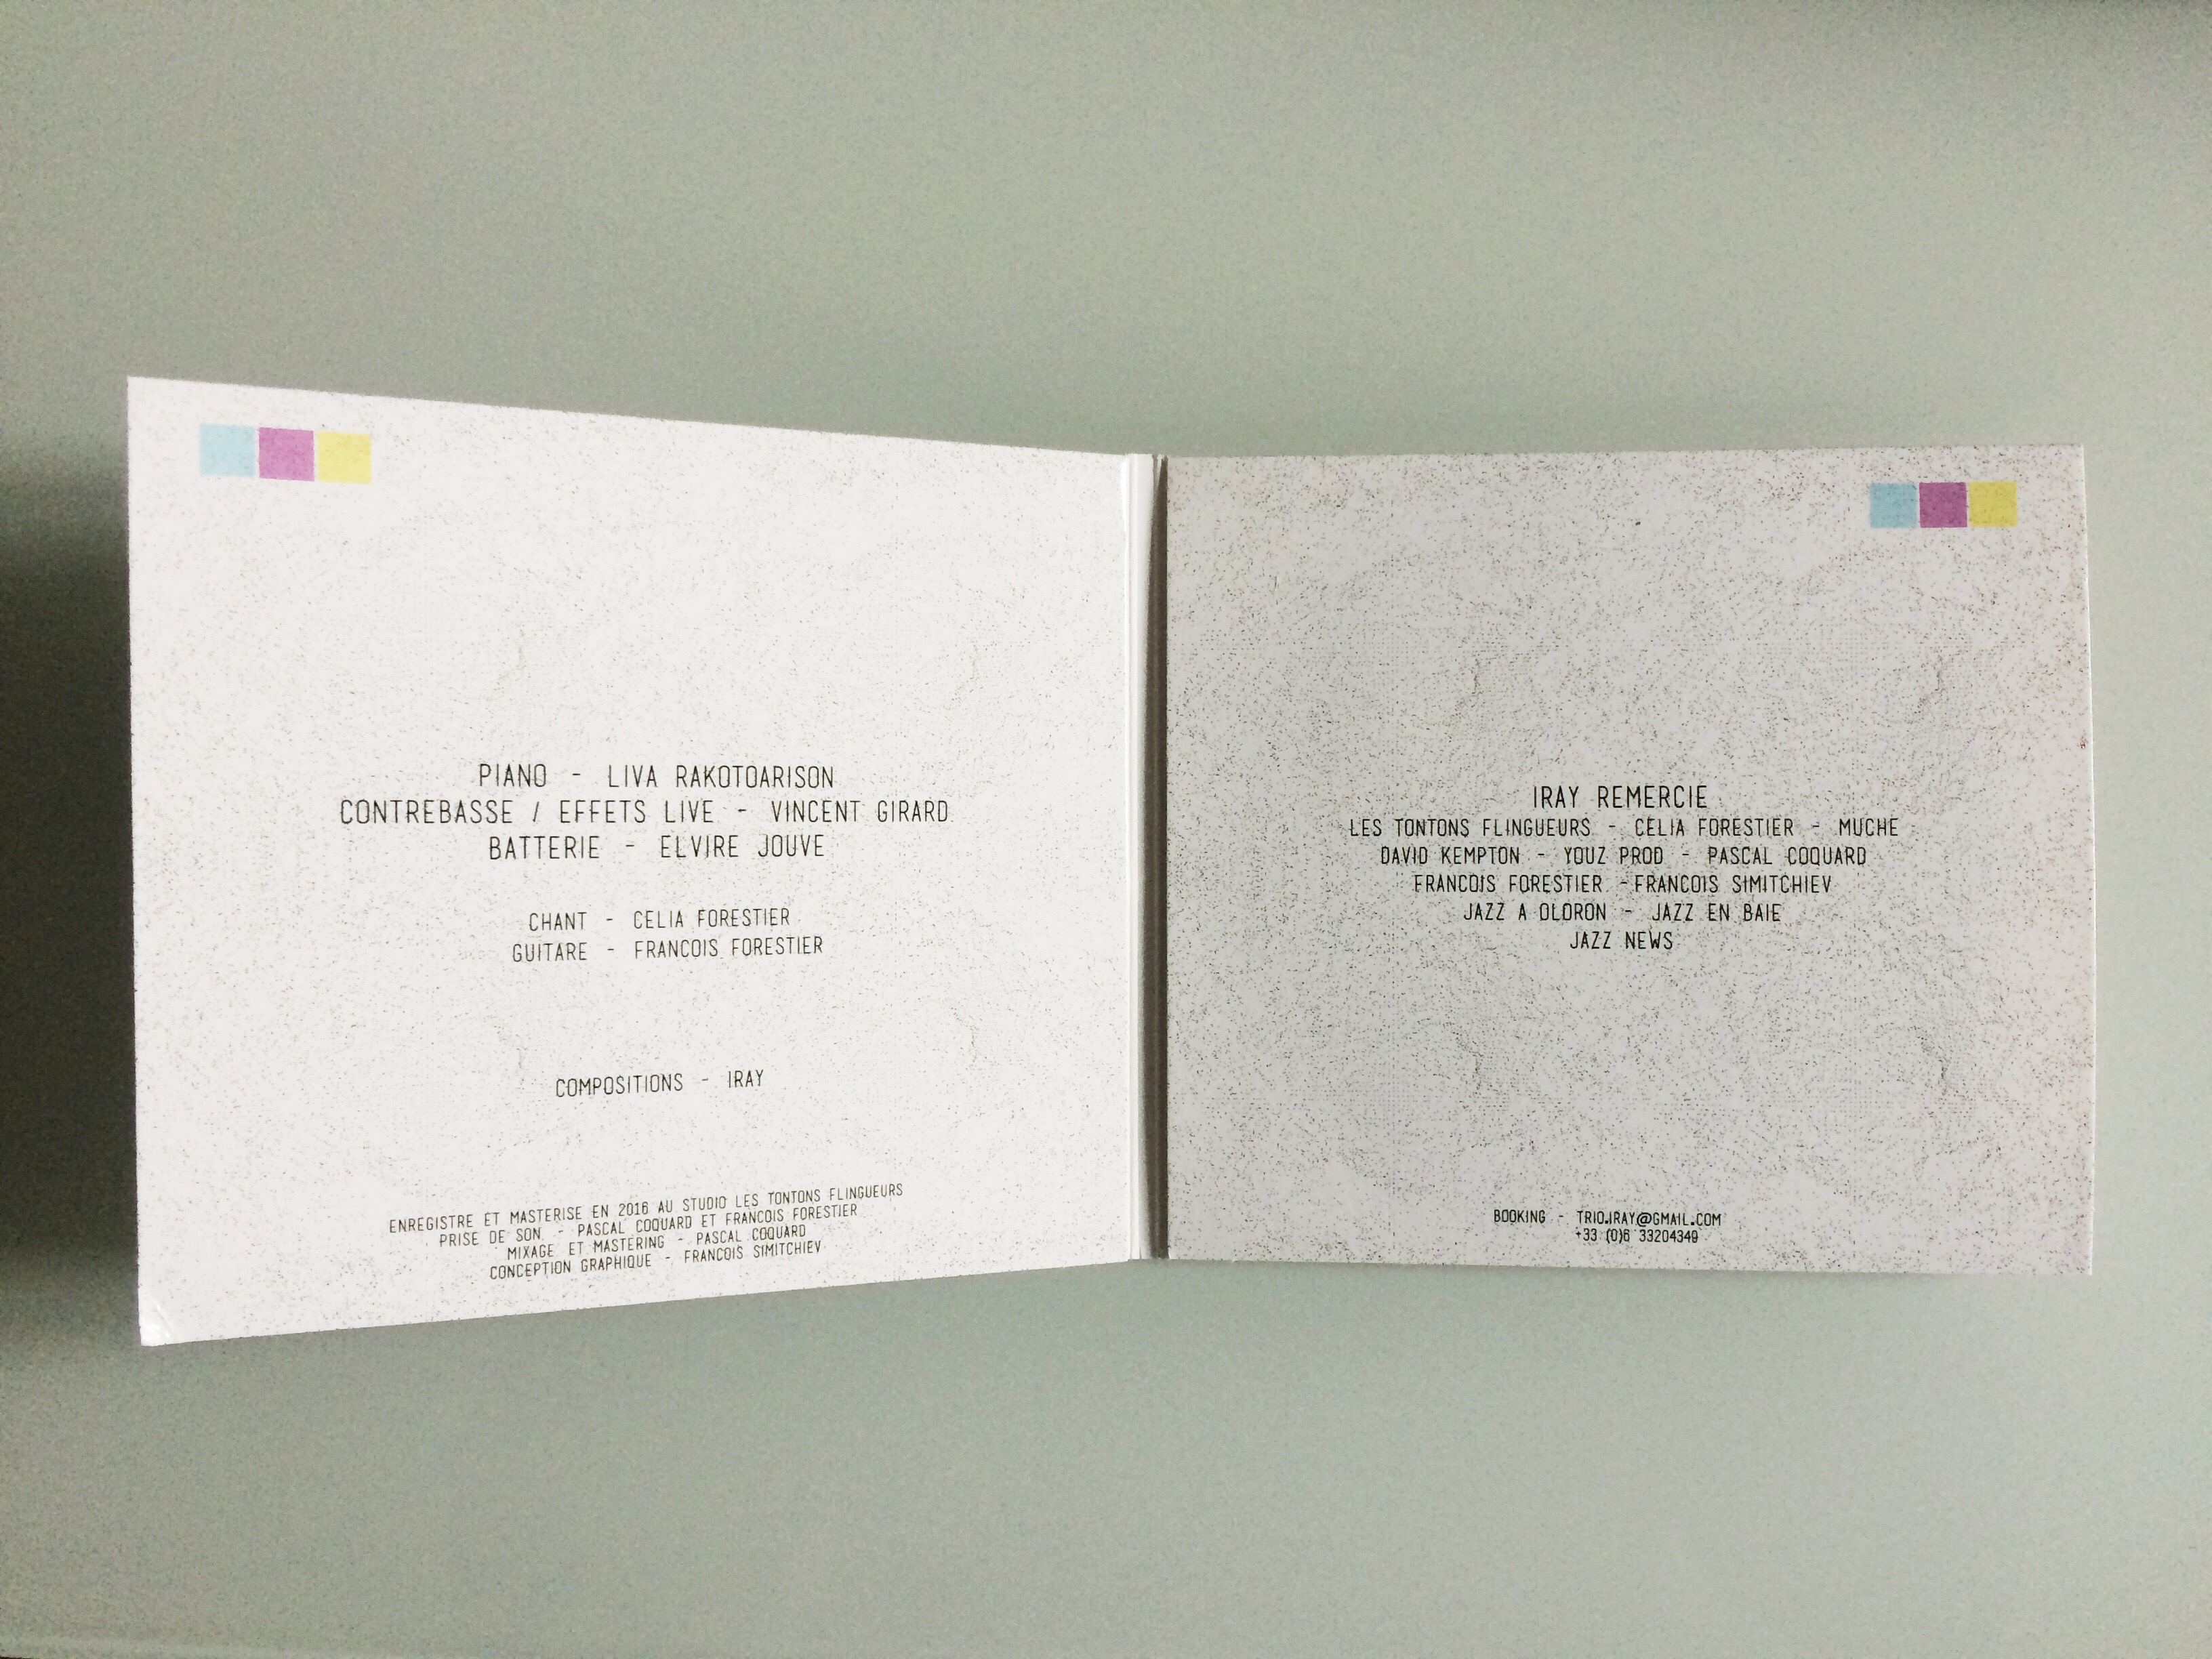 PIANO - LIVA RAKOTOARISON
CONTREBASSE / EFFETS LIVE - VINCENT GIRARD
BATTERIE - ELVIRE JOUVE
CHANT - CELIA FORESTIER
GUITARE - FRANCOIS FORESTIER
COMPOSITIONS - IRAY
ENREGISTRE ET MASTERISE EN 2016 AU STUDIO LES TONTONS FLINGUEURS
PRISE DE SON - PASCAL COQUARD ET FRANCOIS FORESTIER
MIXAGE ET MASTERING - PASCAL COQUARD
CONCEPTION GRAPHIQUE - FRANCOIS SIMITCHIEV
IRAY REMERCIE
LES TONTONS FLINGUEURS - CELIA FORESTIER - MUCHE
DAVID KEMPTON - YOUZ PROD - PASCAL COQUARD
FRANCOIS FORESTIER - FRANCOIS SIMITCHIEV
JAZZ A OLORON - JAZZ EN BAIE
JAZZ NEWS
BOOKING - TRIO.IRAY@GMAIL.COM
+33 (0)6 33204349